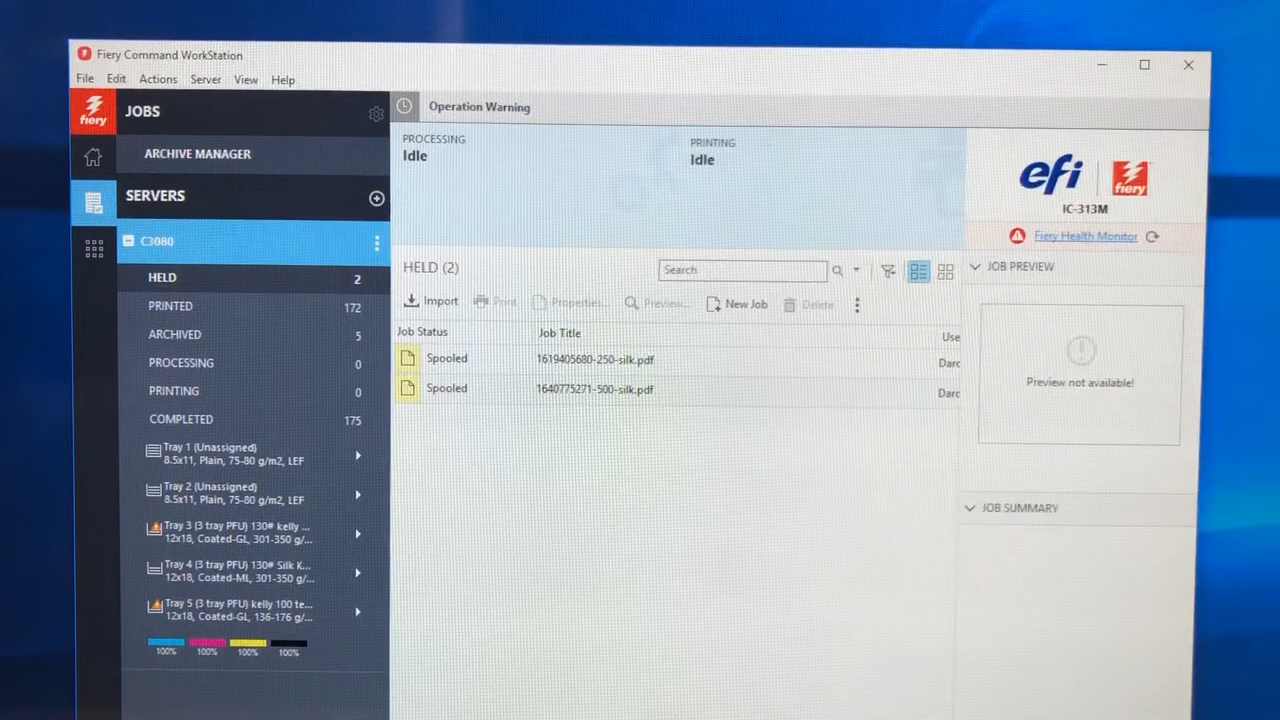 Fiery Command WorkStation
File Edit Actions Server View Help
fiery
JOBS
Operation Warning
ARCHIVE MANAGER
PROCESSING
Idle
PRINTING
Idle
efi fiery
IC-313M
Fiery Health Monitor
SERVERS
C3080
HELD 2
PRINTED 172
ARCHIVED 5
PROCESSING 0
PRINTING 0
COMPLETED 175
Tray 1 (Unassigned)
8.5x11, Plain, 75-80 g/m2, LEF
Tray 2 (Unassigned)
8.5x11, Plain, 75-80 g/m2, LEF
Tray 3 (3 tray PFU) 130# kelly ...
12x18, Coated-GL, 301-350 g/...
Tray 4 (3 tray PFU) 130# Silk K...
12x18, Coated-ML, 301-350 g/...
Tray 5 (3 tray PFU) kelly 100 te...
12x18, Coated-GL, 136-176 g/...
100% 100% 100% 100%
HELD (2)
Search
Import Print Properties... Preview... New Job Delete
Job Status Job Title Use
Spooled 1619405680-250-silk.pdf Darc
Spooled 1640775271-500-silk.pdf Darc
JOB PREVIEW
Preview not available!
JOB SUMMARY